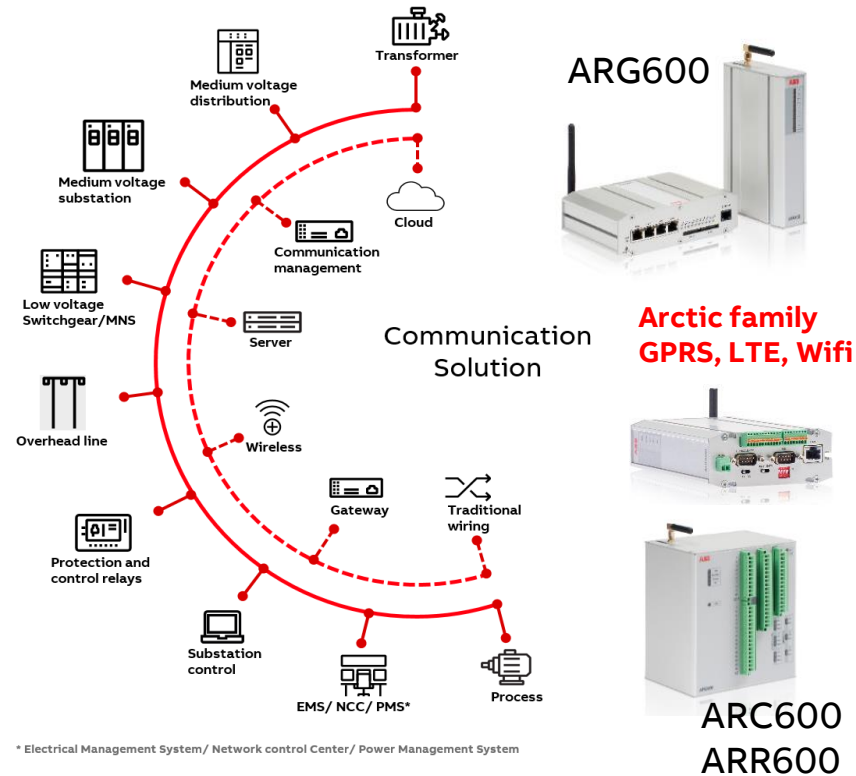 Transformer
Medium voltage
distribution
ARG600
ABB
Medium voltage
substation
Cloud
Communication
management
Low voltage
Switchgear/MNS
Server
Communication
Solution
Arctic family
GPRS, LTE, Wifi
Overhead line
Wireless
Gateway
Traditional
wiring
Protection and
control relays
ABB
Substation
control
EMS/ NCC/ PMS*
Process
ARC600
ARR600
* Electrical Management System/ Network control Center/ Power Management System